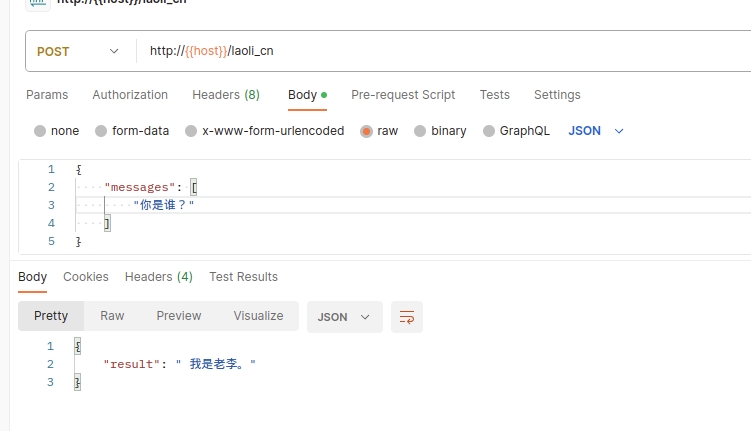 http://{{host}}/laoli_cn
POST http://{{host}}/laoli_cn
Params Authorization Headers (8) Body Pre-request Script Tests Settings
none form-data x-www-form-urlencoded raw binary GraphQL JSON
1 {
2 "messages": [
3 "你是谁？"
4 ]
5 }
Body Cookies Headers (4) Test Results
Pretty Raw Preview Visualize JSON
1 {
2 "result": " 我是老李。"
3 }